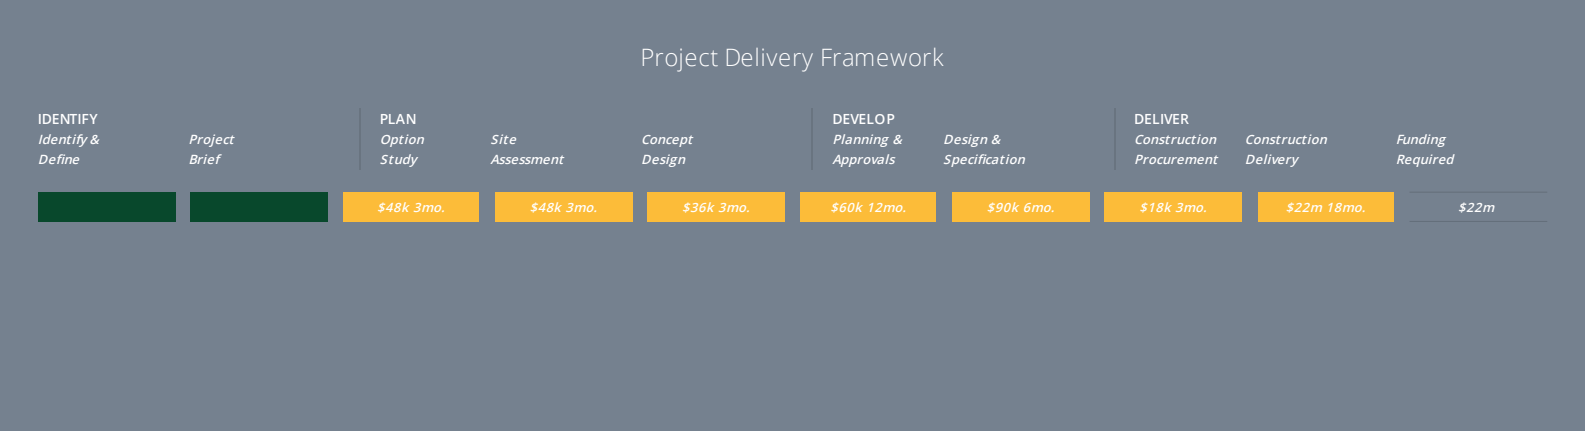 Project Delivery Framework
IDENTIFY
Identify &
Define
Project
Brief
PLAN
Option
Study
Site
Assessment
Concept
Design
DEVELOP
Planning &
Approvals
Design &
Specification
DELIVER
Construction
Procurement
Construction
Delivery
Funding
Required
$48k 3mo.
$48k 3mo.
$36k 3mo.
$60k 12mo.
$90k 6mo.
$18k 3mo.
$22m 18mo.
$22m